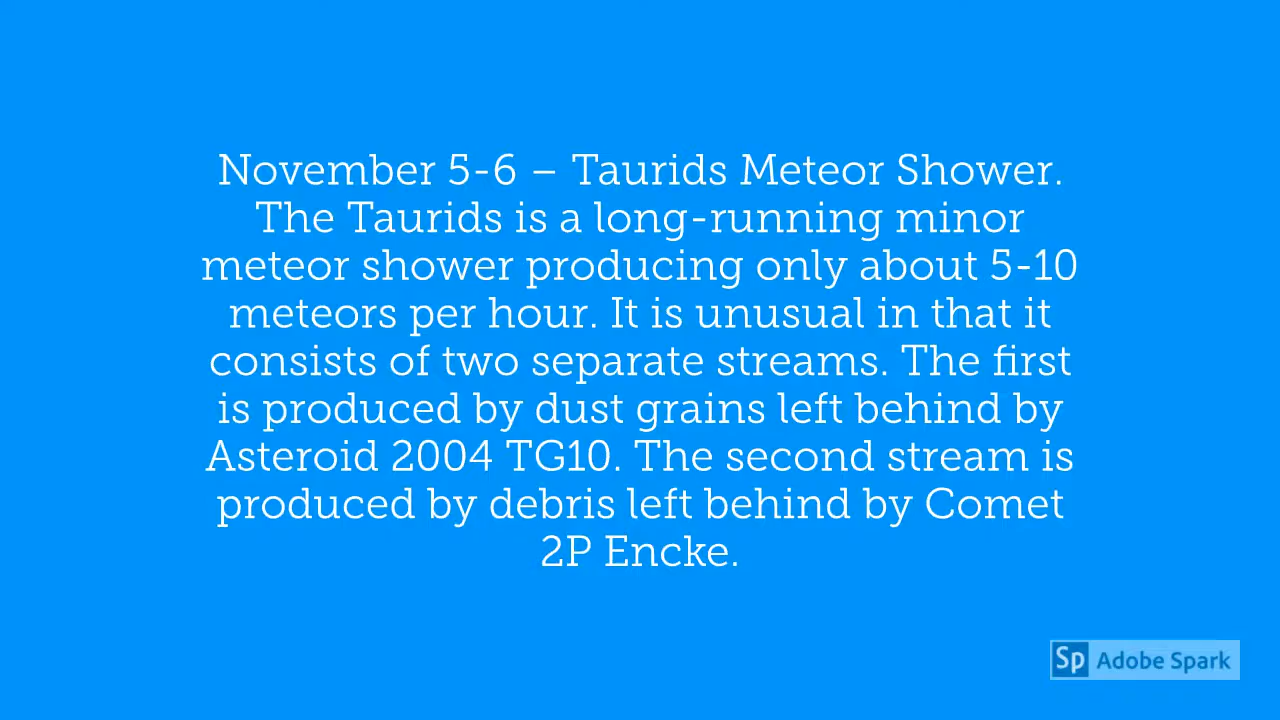 November 5-6 – Taurids Meteor Shower.
The Taurids is a long-running minor
meteor shower producing only about 5-10
meteors per hour. It is unusual in that it
consists of two separate streams. The first
is produced by dust grains left behind by
Asteroid 2004 TG10. The second stream is
produced by debris left behind by Comet
2P Encke.
Sp Adobe Spark